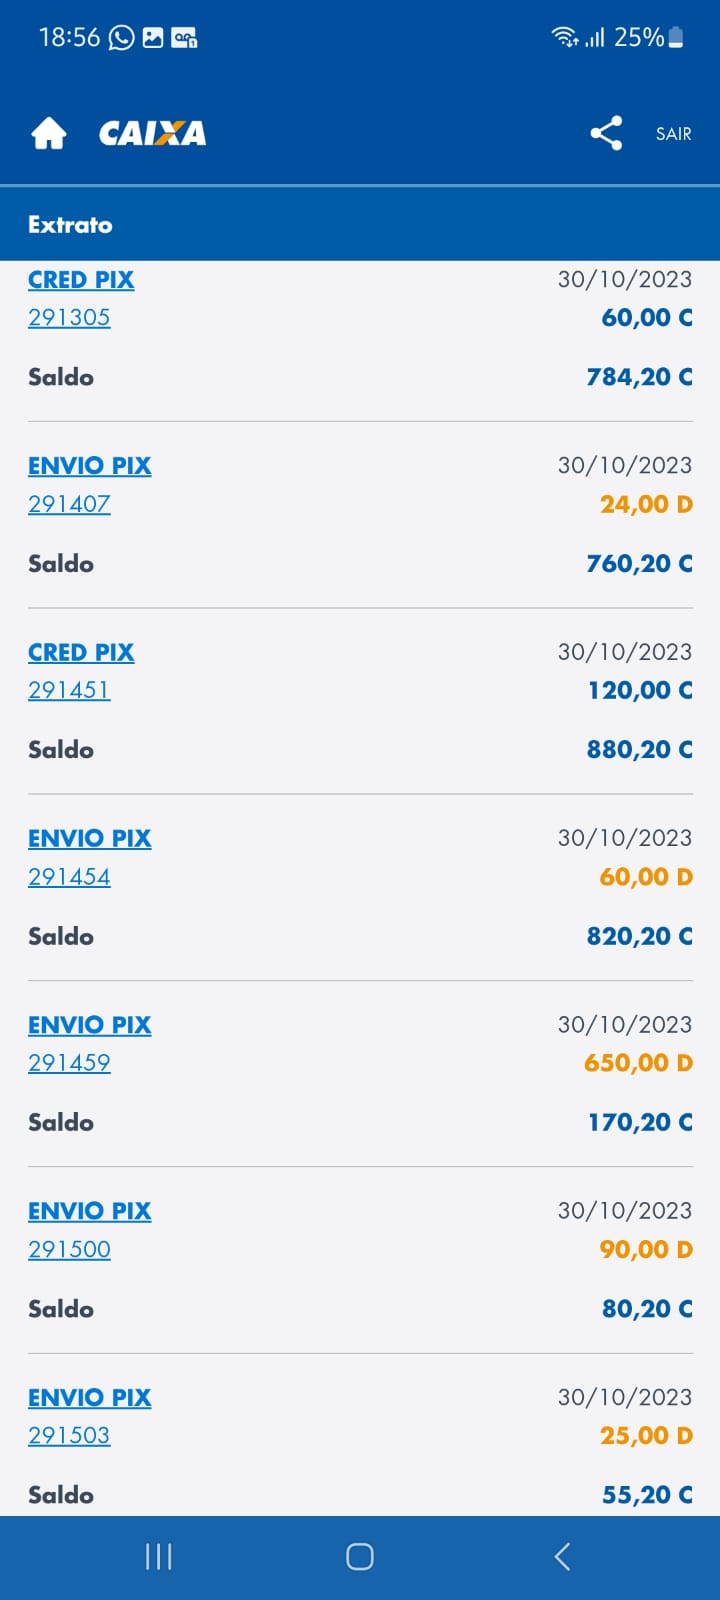 18:56 25%
CAIXA SAIR
Extrato
CRED PIX 30/10/2023
291305 60,00 C
Saldo 784,20 C
ENVIO PIX 30/10/2023
291407 24,00 D
Saldo 760,20 C
CRED PIX 30/10/2023
291451 120,00 C
Saldo 880,20 C
ENVIO PIX 30/10/2023
291454 60,00 D
Saldo 820,20 C
ENVIO PIX 30/10/2023
291459 650,00 D
Saldo 170,20 C
ENVIO PIX 30/10/2023
291500 90,00 D
Saldo 80,20 C
ENVIO PIX 30/10/2023
291503 25,00 D
Saldo 55,20 C